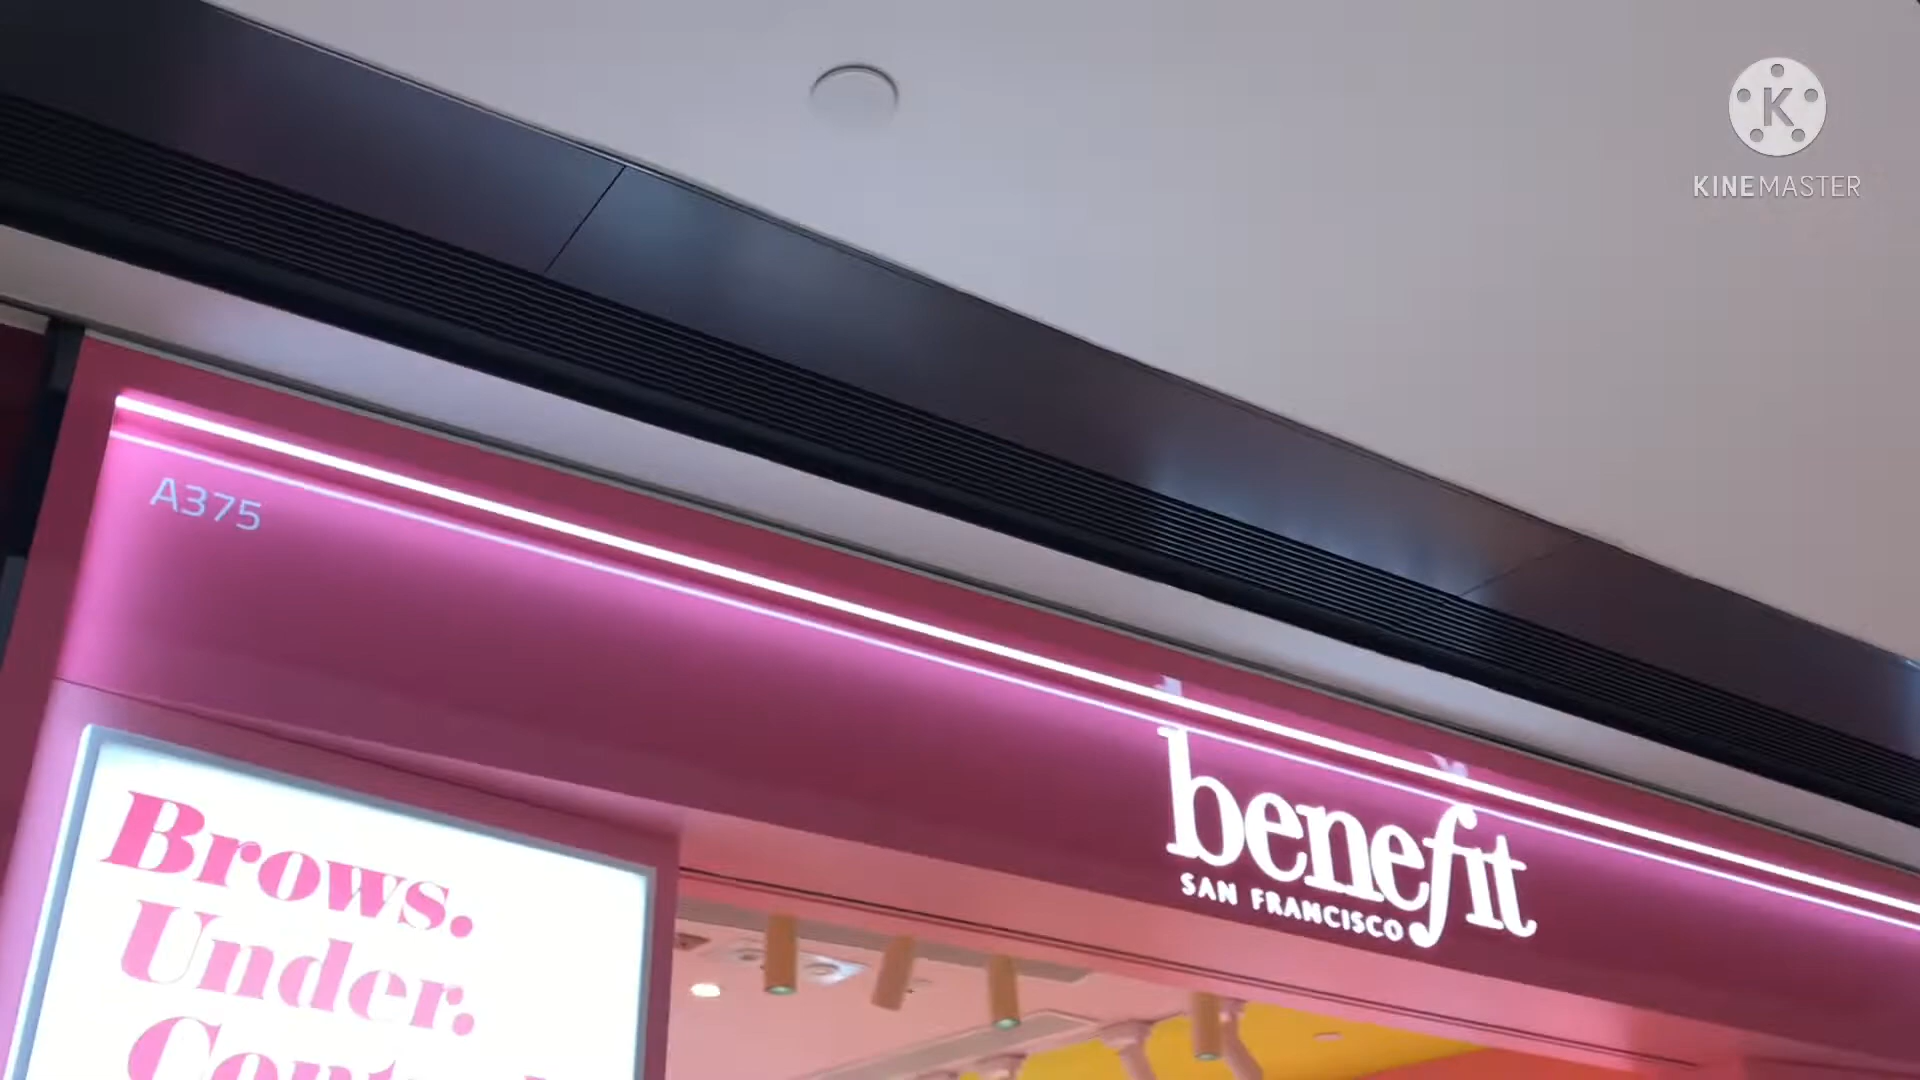 KINEMASTER
A375
benefit
SAN FRANCISCO
Brows.
Under.